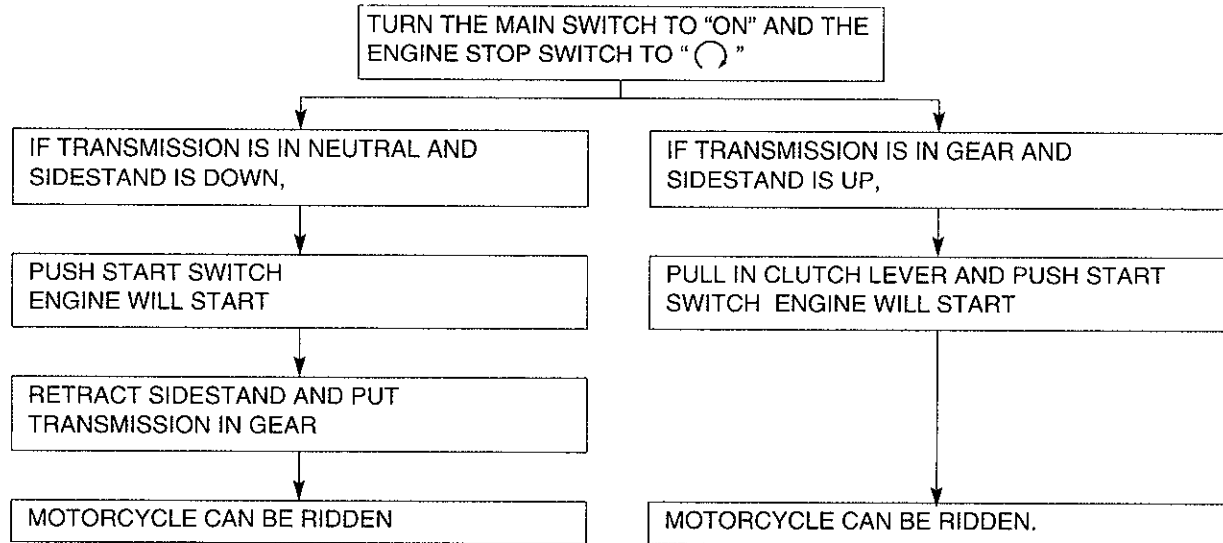 TURN THE MAIN SWITCH TO “ON” AND THE
ENGINE STOP SWITCH TO “ ”
IF TRANSMISSION IS IN NEUTRAL AND
SIDESTAND IS DOWN,
PUSH START SWITCH
ENGINE WILL START
RETRACT SIDESTAND AND PUT
TRANSMISSION IN GEAR
MOTORCYCLE CAN BE RIDDEN
IF TRANSMISSION IS IN GEAR AND
SIDESTAND IS UP,
PULL IN CLUTCH LEVER AND PUSH START
SWITCH ENGINE WILL START
MOTORCYCLE CAN BE RIDDEN.